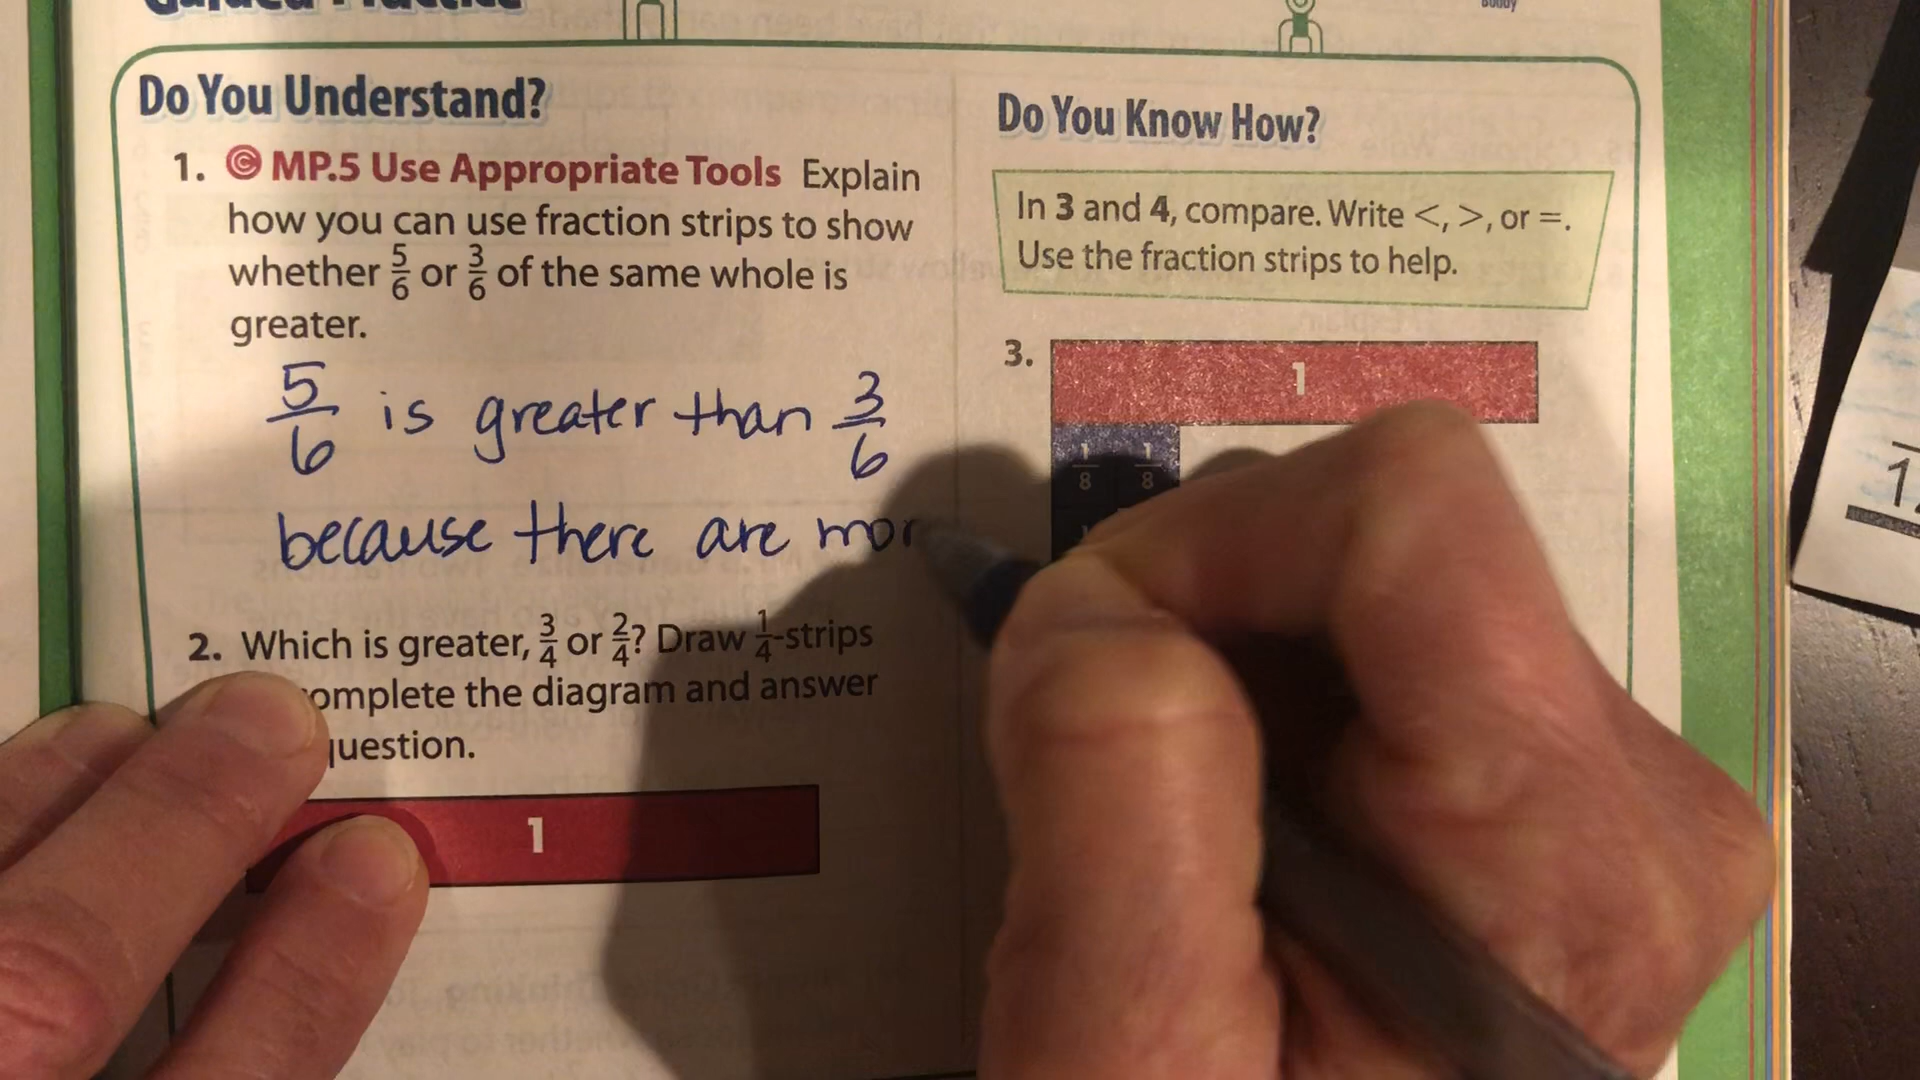 Guided Practice
Buddy
Do You Understand?
1. © MP.5 Use Appropriate Tools Explain
how you can use fraction strips to show
whether 5/6 or 3/6 of the same whole is
greater.
5/6 is greater than 3/6
because there are mor
2. Which is greater, 3/4 or 2/4? Draw 1/4-strips
omplete the diagram and answer
question.
1
Do You Know How?
In 3 and 4, compare. Write <, >, or =.
Use the fraction strips to help.
3.
1
1/8 1/8